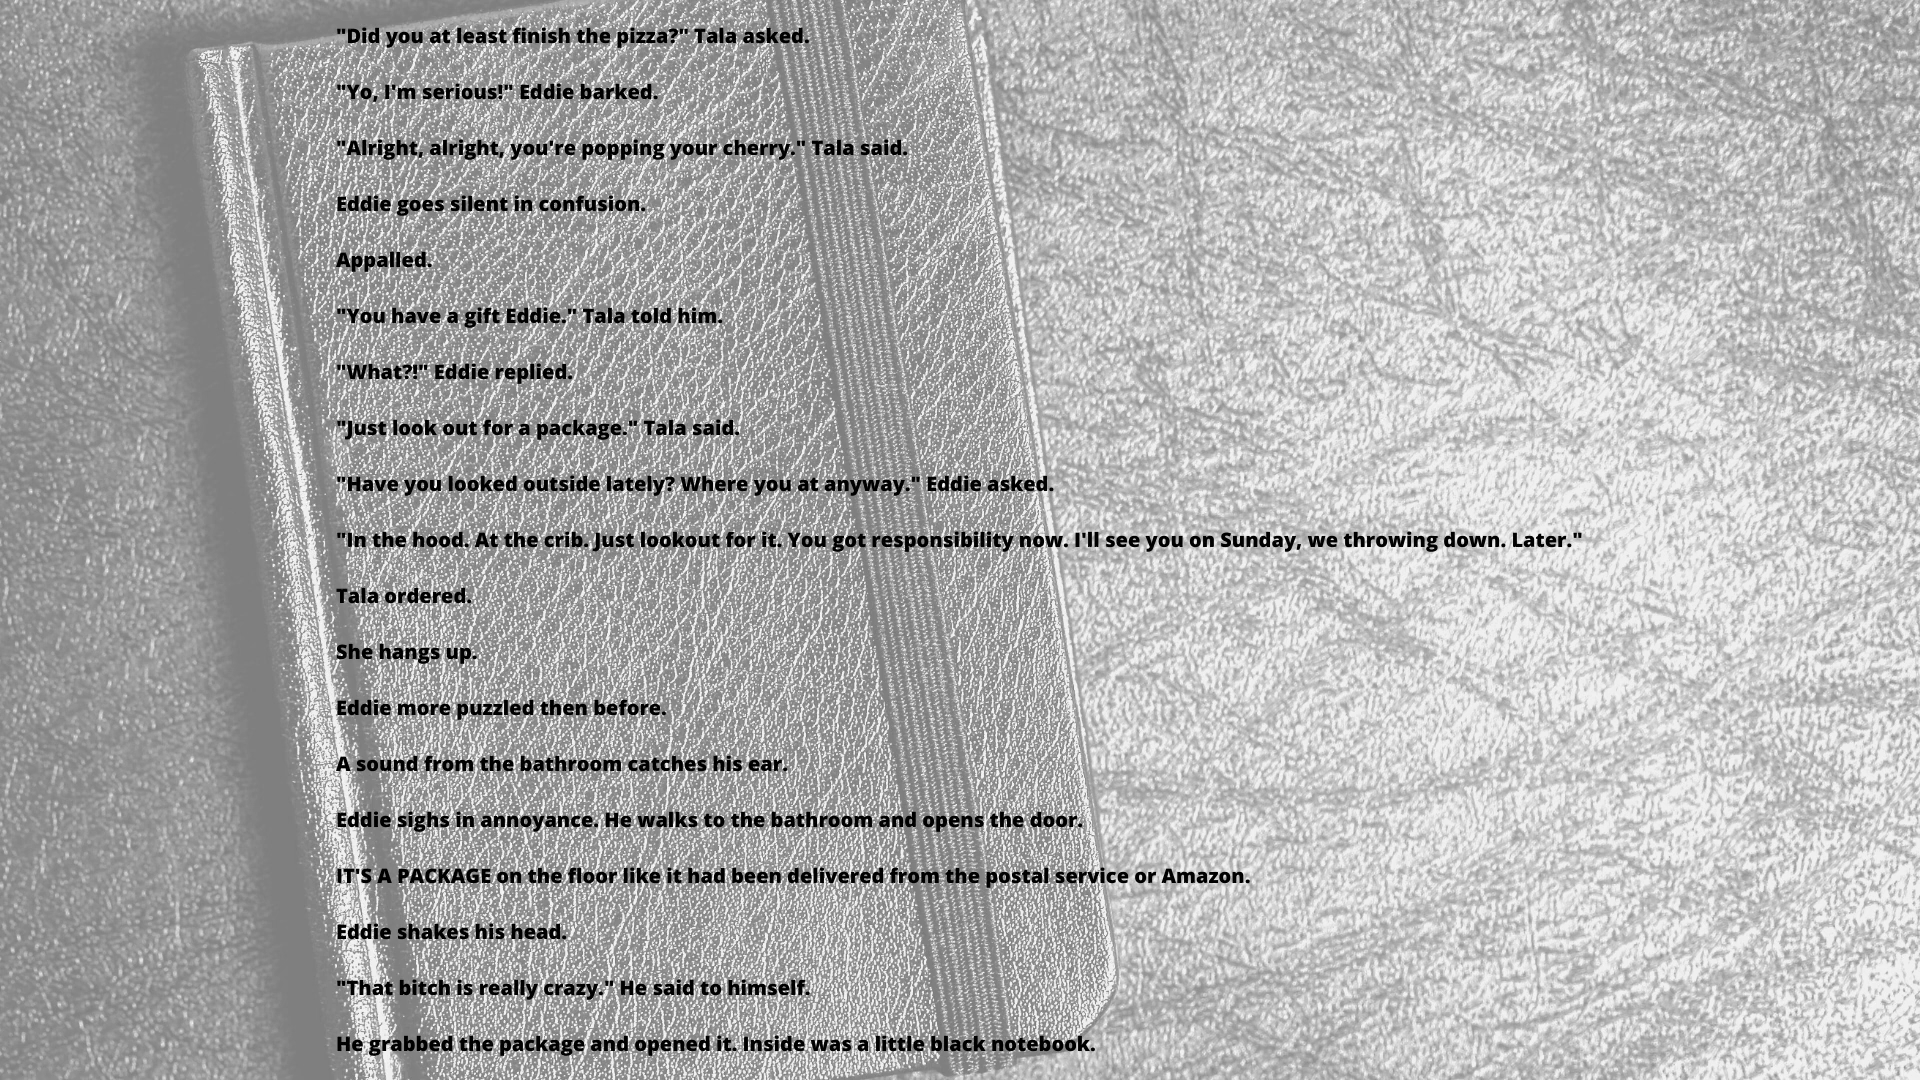 "Did you at least finish the pizza?" Tala asked.
"Yo, I'm serious!" Eddie barked.
"Alright, alright, you're popping your cherry." Tala said.
Eddie goes silent in confusion.
Appalled.
"You have a gift Eddie." Tala told him.
"What?!" Eddie replied.
"Just look out for a package." Tala said.
"Have you looked outside lately? Where you at anyway." Eddie asked.
"In the hood. At the crib. Just lookout for it. You got responsibility now. I'll see you on Sunday, we throwing down. Later."
Tala ordered.
She hangs up.
Eddie more puzzled then before.
A sound from the bathroom catches his ear.
Eddie sighs in annoyance. He walks to the bathroom and opens the door.
IT'S A PACKAGE on the floor like it had been delivered from the postal service or Amazon.
Eddie shakes his head.
"That bitch is really crazy." He said to himself.
He grabbed the package and opened it. Inside was a little black notebook.